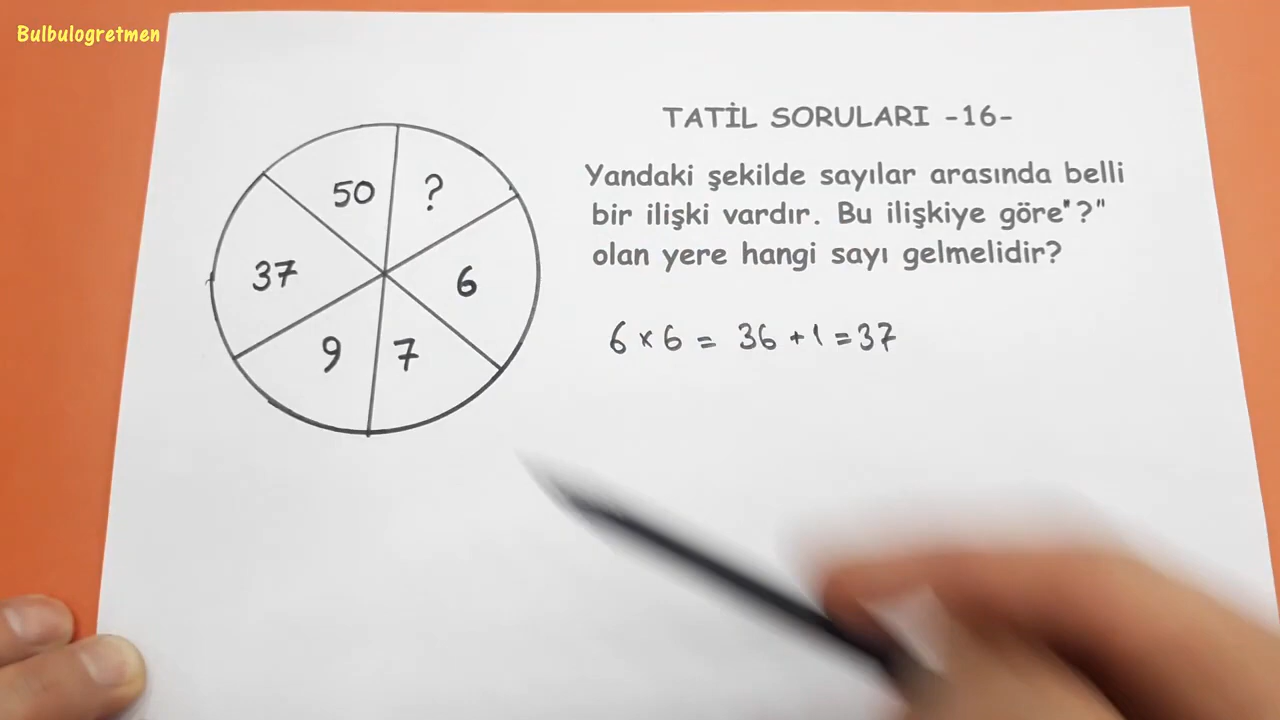 Bulbulogretmen
TATİL SORULARI -16-
Yandaki şekilde sayılar arasında belli
bir ilişki vardır. Bu ilişkiye göre"?"
olan yere hangi sayı gelmelidir?
50 ?
37 6
9 7
6 x 6 = 36 + 1 = 37